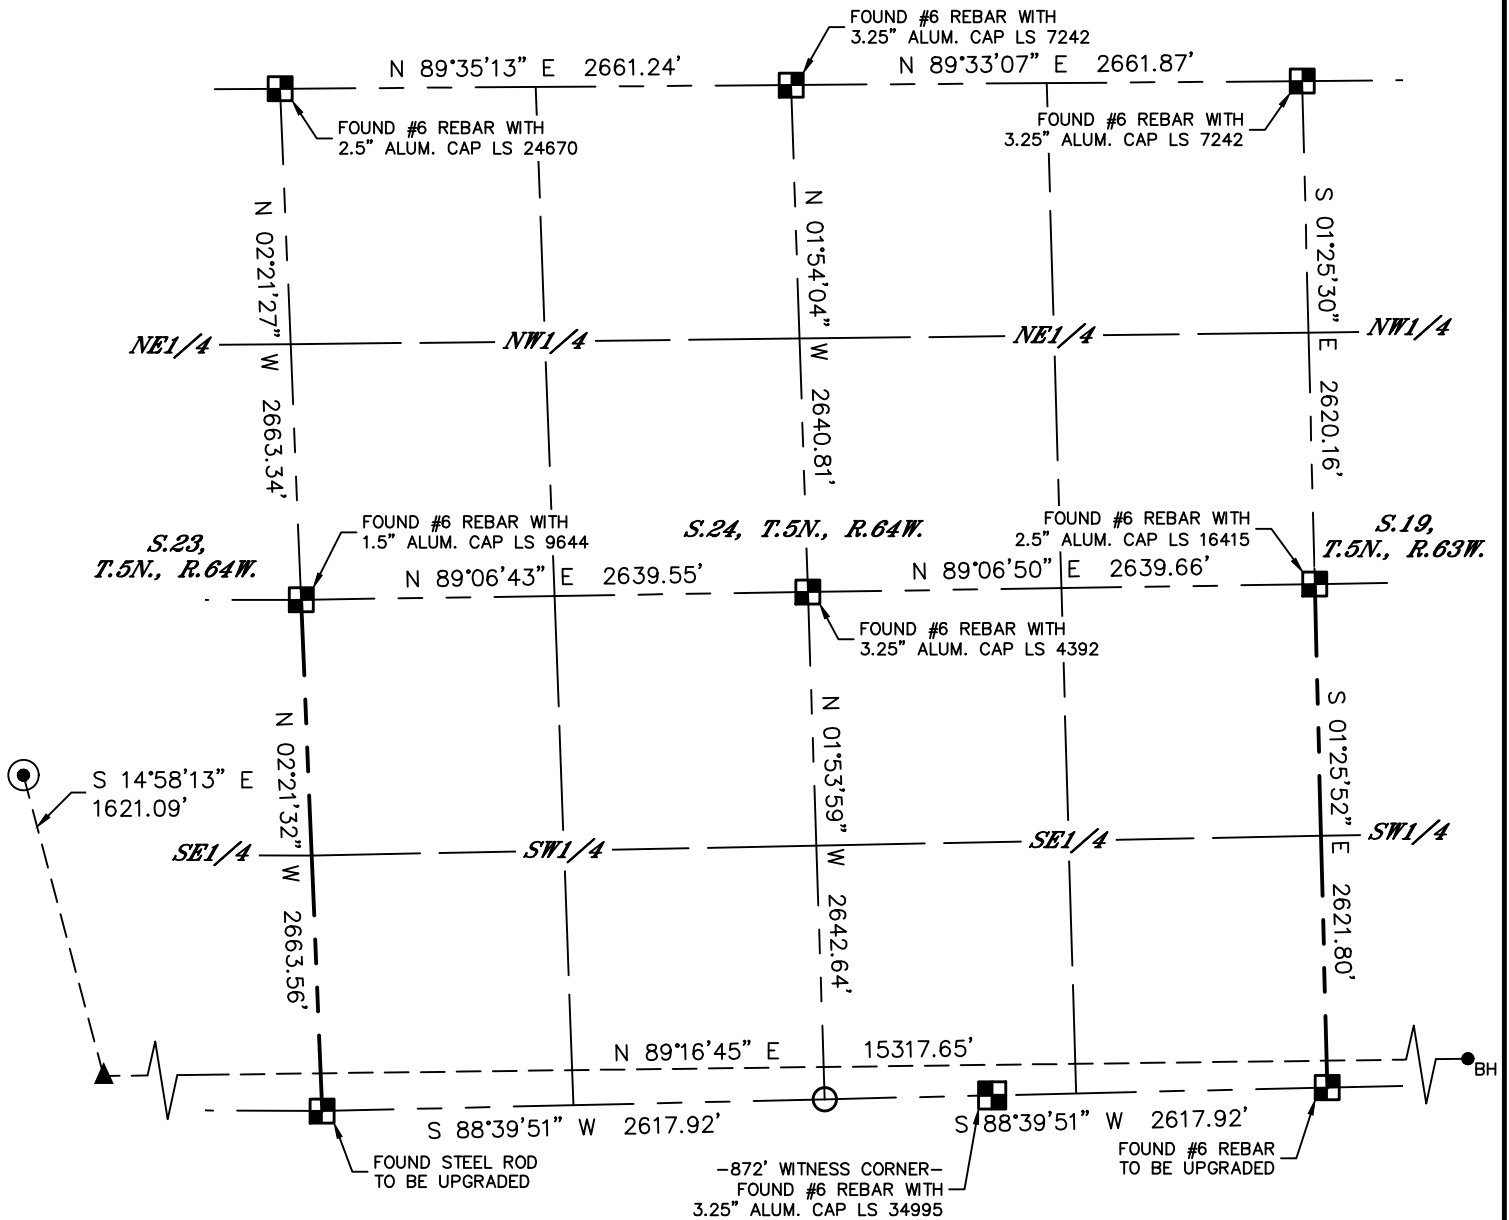 FOUND #6 REBAR WITH
3.25" ALUM. CAP LS 7242
N 89°35'13" E 2661.24'
N 89°33'07" E 2661.87'
FOUND #6 REBAR WITH
2.5" ALUM. CAP LS 24670
FOUND #6 REBAR WITH
3.25" ALUM. CAP LS 7242
N 02°21'27" W 2663.34'
N 01°54'04" W 2640.81'
S 01°25'30" E 2620.16'
NE1/4
NW1/4
NE1/4
NW1/4
S.23,
T.5N., R.64W.
FOUND #6 REBAR WITH
1.5" ALUM. CAP LS 9644
S.24, T.5N., R.64W.
FOUND #6 REBAR WITH
2.5" ALUM. CAP LS 16415
S.19,
T.5N., R.63W.
N 89°06'43" E 2639.55'
N 89°06'50" E 2639.66'
FOUND #6 REBAR WITH
3.25" ALUM. CAP LS 4392
N 02°21'32" W 2663.56'
N 01°53'59" W 2642.64'
S 01°25'52" E 2621.80'
S 14°58'13" E
1621.09'
SE1/4
SW1/4
SE1/4
SW1/4
N 89°16'45" E 15317.65'
BH
S 88°39'51" W 2617.92'
S 88°39'51" W 2617.92'
FOUND STEEL ROD
TO BE UPGRADED
-872' WITNESS CORNER-
FOUND #6 REBAR WITH
3.25" ALUM. CAP LS 34995
FOUND #6 REBAR
TO BE UPGRADED